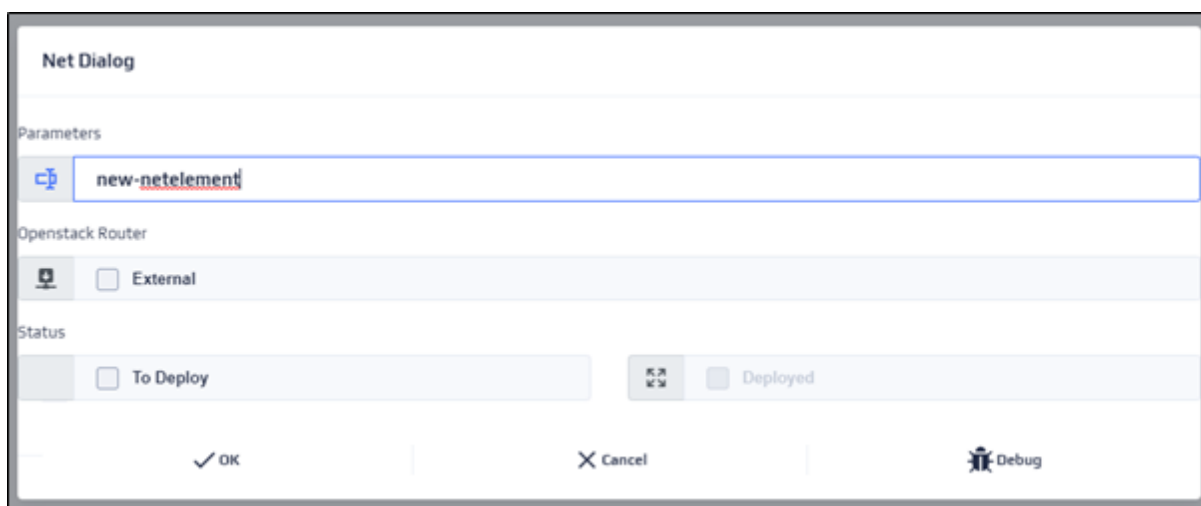 Net Dialog
Parameters
new-netelement
Openstack Router
External
Status
To Deploy Deployed
OK Cancel Debug